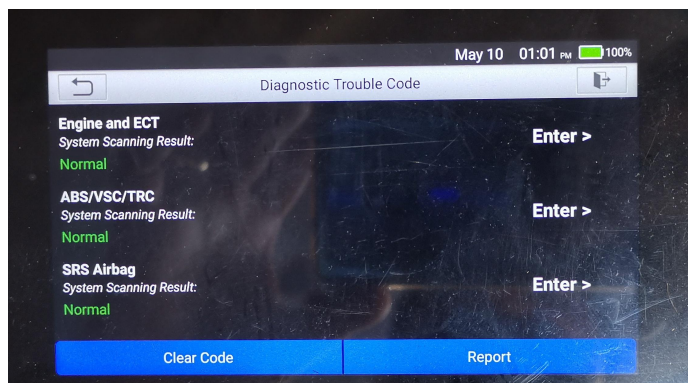 May 10 01:01 PM 100%
Diagnostic Trouble Code
Engine and ECT
System Scanning Result:
Enter >
Normal
ABS/VSC/TRC
System Scanning Result:
Enter >
Normal
SRS Airbag
System Scanning Result:
Enter >
Normal
Clear Code
Report